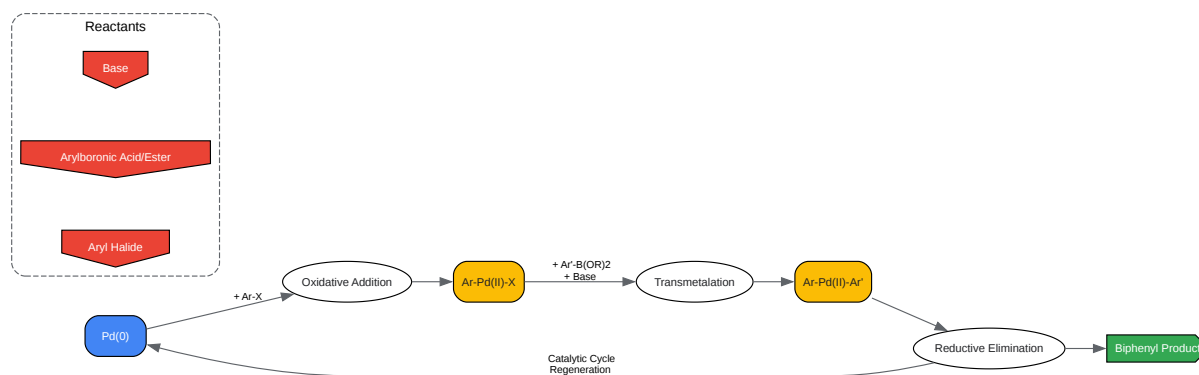 Reactants
Base
Arylboronic Acid/Ester
Aryl Halide
+ Ar-X
Oxidative Addition
Ar-Pd(II)-X
+ Ar'-B(OR)2
+ Base
Transmetalation
Ar-Pd(II)-Ar'
Pd(0)
Reductive Elimination
Biphenyl Product
Catalytic Cycle
Regeneration